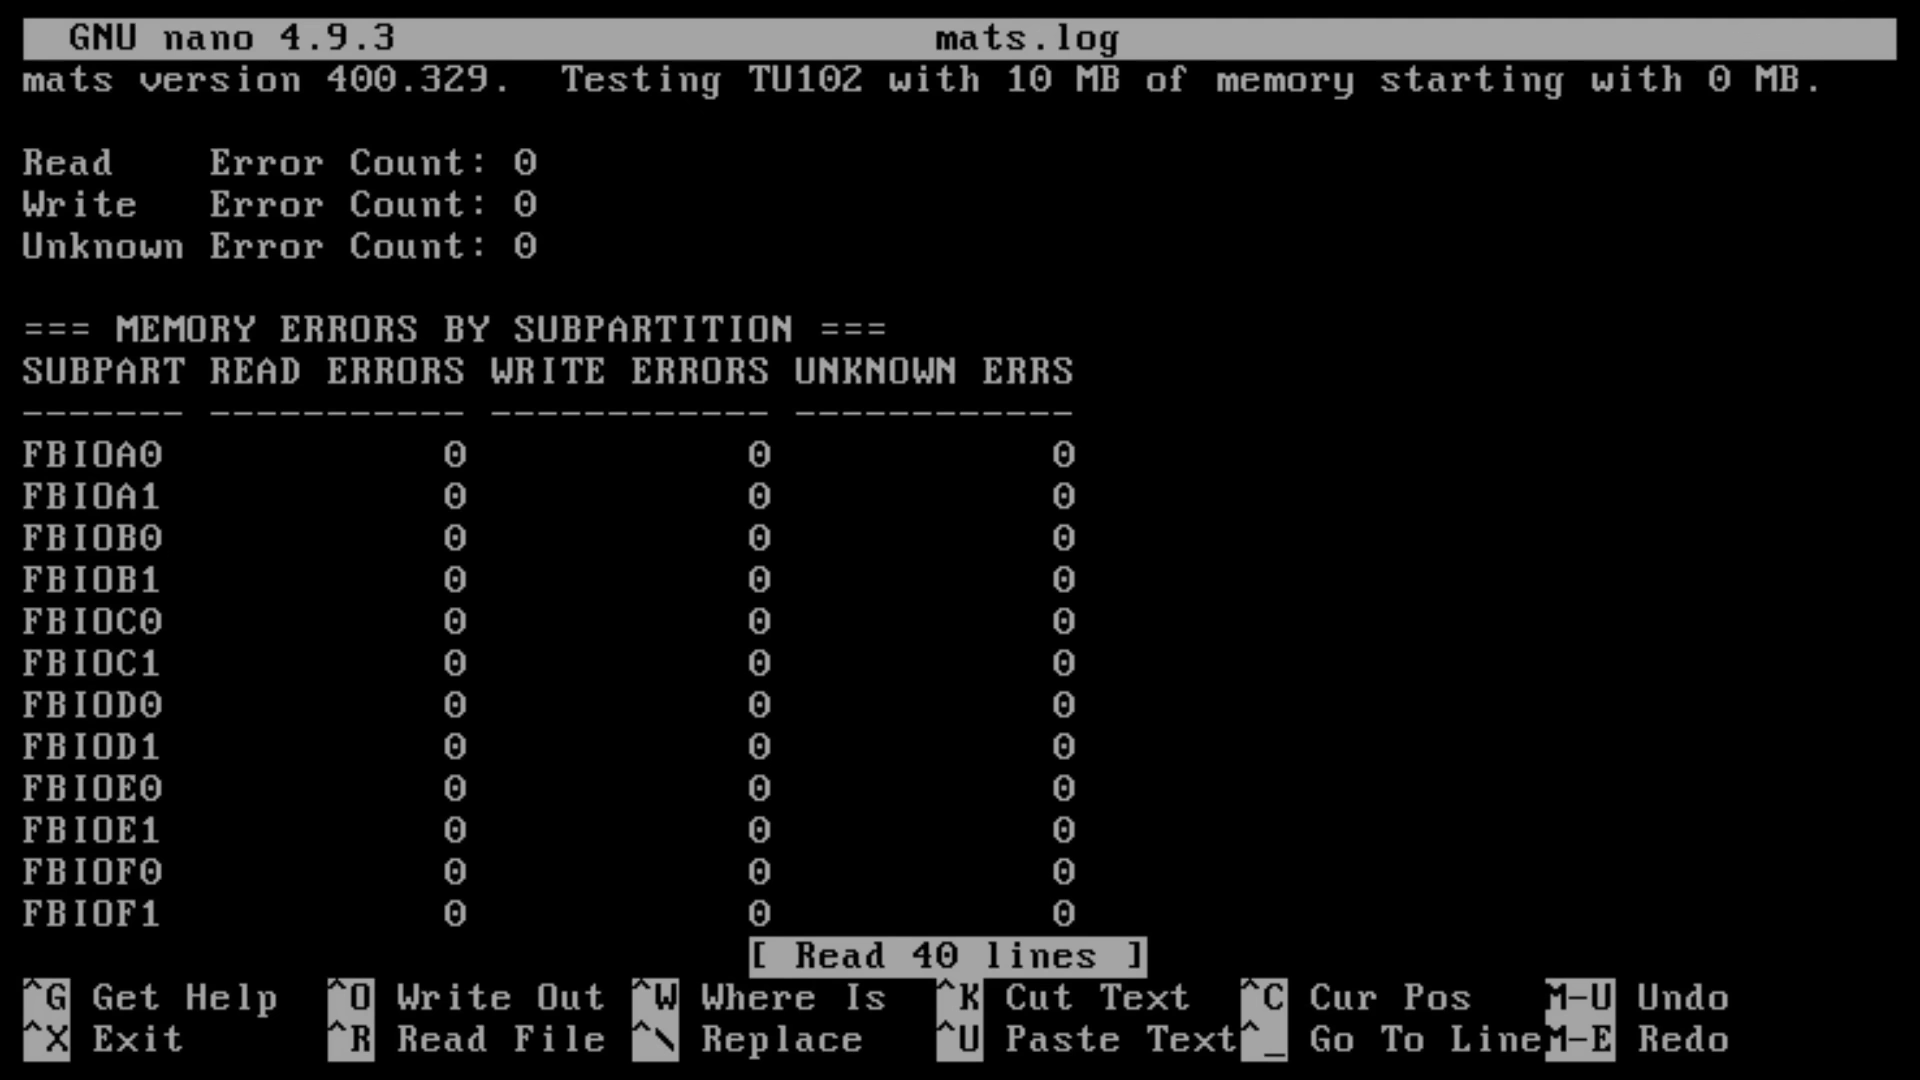 GNU nano 4.9.3                       mats.log
mats version 400.329.  Testing TU102 with 10 MB of memory starting with 0 MB.

Read    Error Count: 0
Write   Error Count: 0
Unknown Error Count: 0

=== MEMORY ERRORS BY SUBPARTITION ===
SUBPART READ ERRORS WRITE ERRORS UNKNOWN ERRS
------- ----------- ------------ ------------
FBIOA0            0            0            0
FBIOA1            0            0            0
FBIOB0            0            0            0
FBIOB1            0            0            0
FBIOC0            0            0            0
FBIOC1            0            0            0
FBIOD0            0            0            0
FBIOD1            0            0            0
FBIOE0            0            0            0
FBIOE1            0            0            0
FBIOF0            0            0            0
FBIOF1            0            0            0
[ Read 40 lines ]
^G Get Help  ^O Write Out ^W Where Is  ^K Cut Text  ^C Cur Pos   M-U Undo
^X Exit      ^R Read File ^\ Replace   ^U Paste Text^_ Go To LineM-E Redo